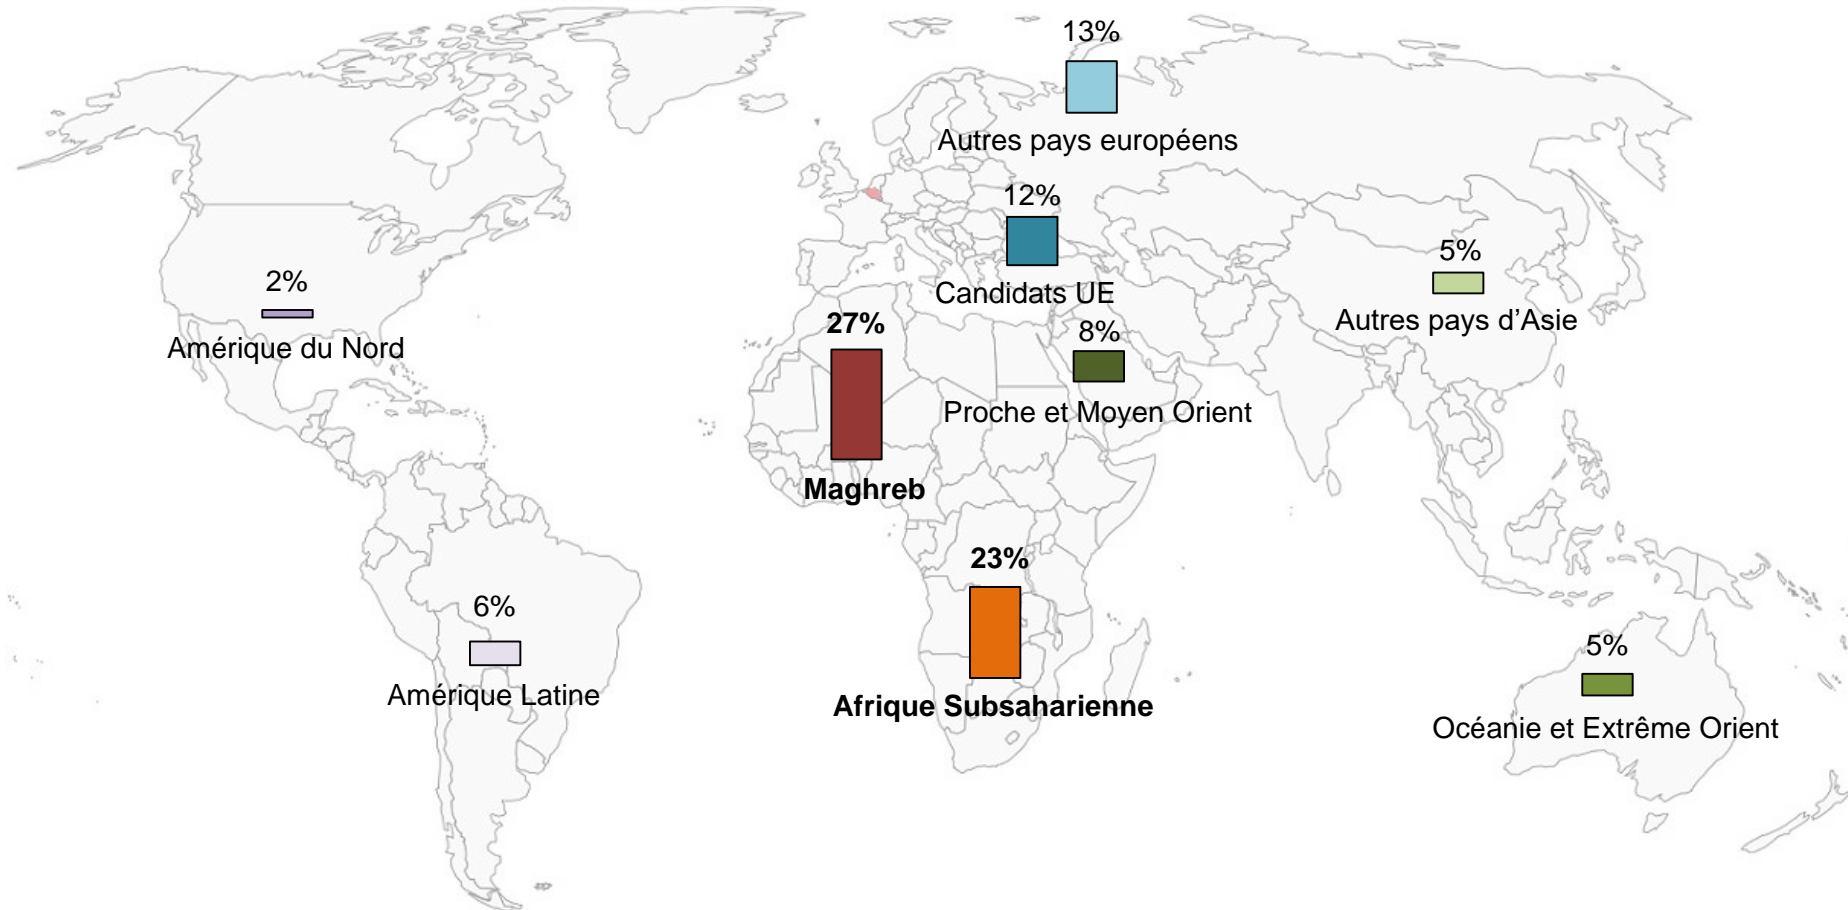 13%
Autres pays européens
12%
Candidats UE
5%
Autres pays d’Asie
2%
Amérique du Nord
27%
Maghreb
8%
Proche et Moyen Orient
23%
Afrique Subsaharienne
6%
Amérique Latine
5%
Océanie et Extrême Orient